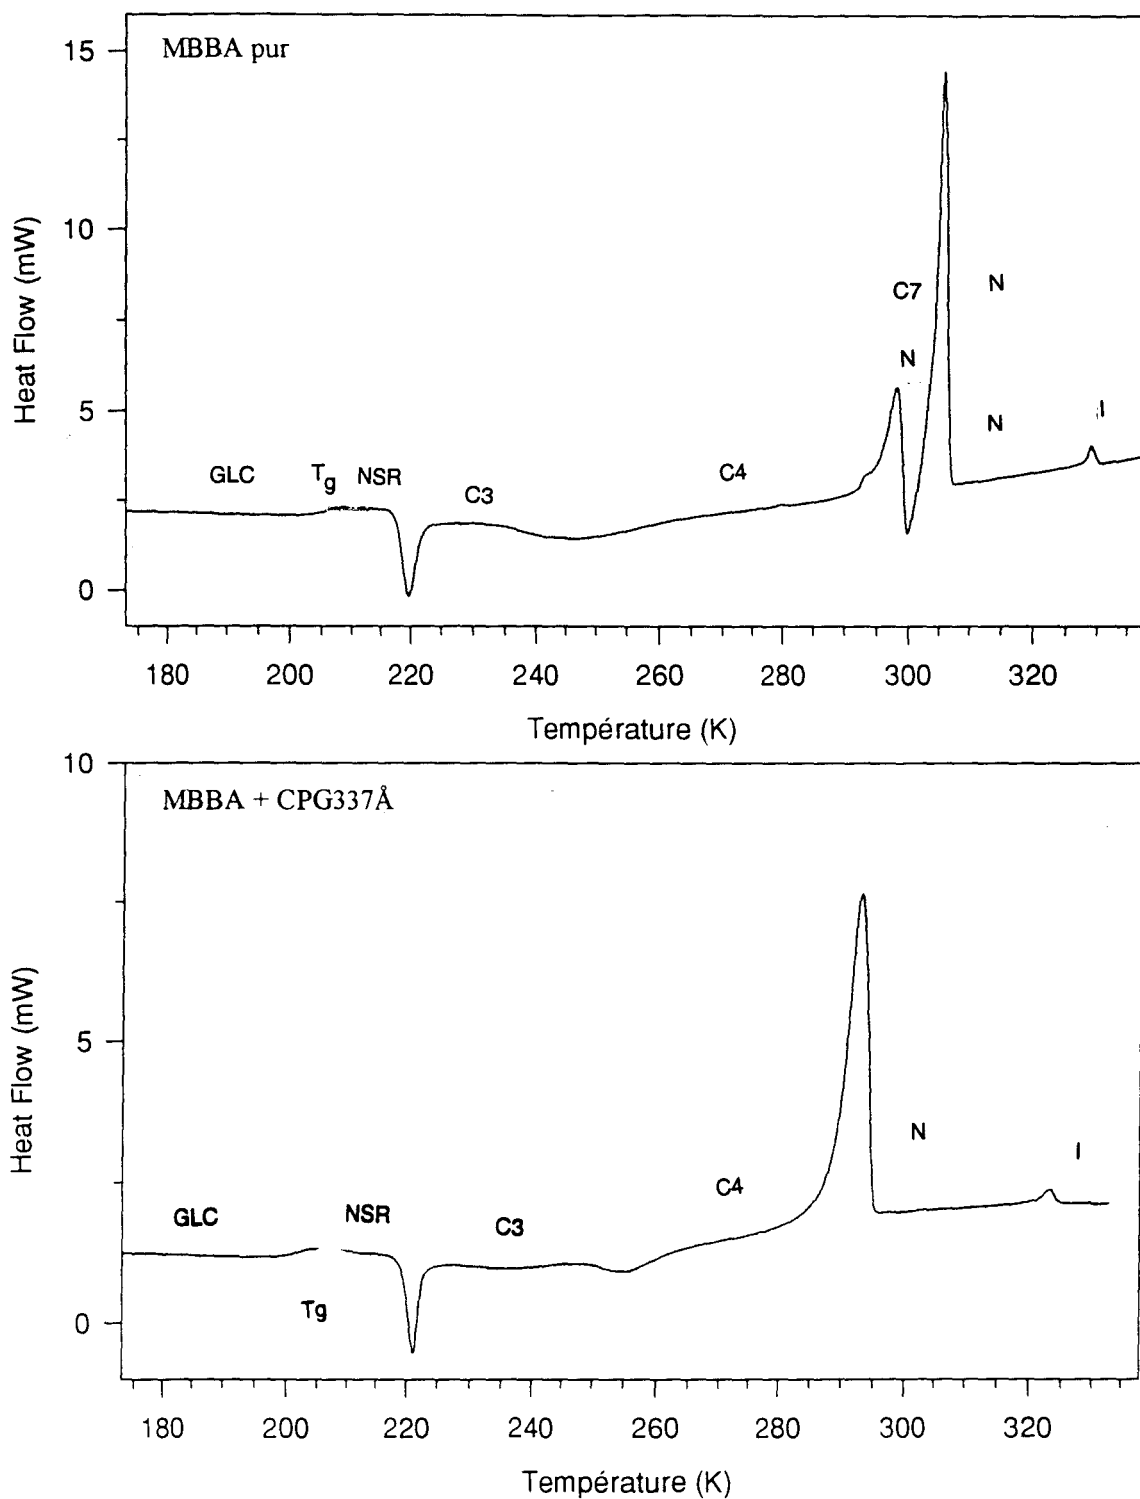 MBBA pur
15
10
5
0
Heat Flow (mW)
C7
N
N
N
I
GLC
Tg
NSR
C3
C4
180 200 220 240 260 280 300 320
Température (K)
MBBA + CPG337Å
10
5
0
Heat Flow (mW)
N
I
C4
GLC
NSR
C3
Tg
180 200 220 240 260 280 300 320
Température (K)